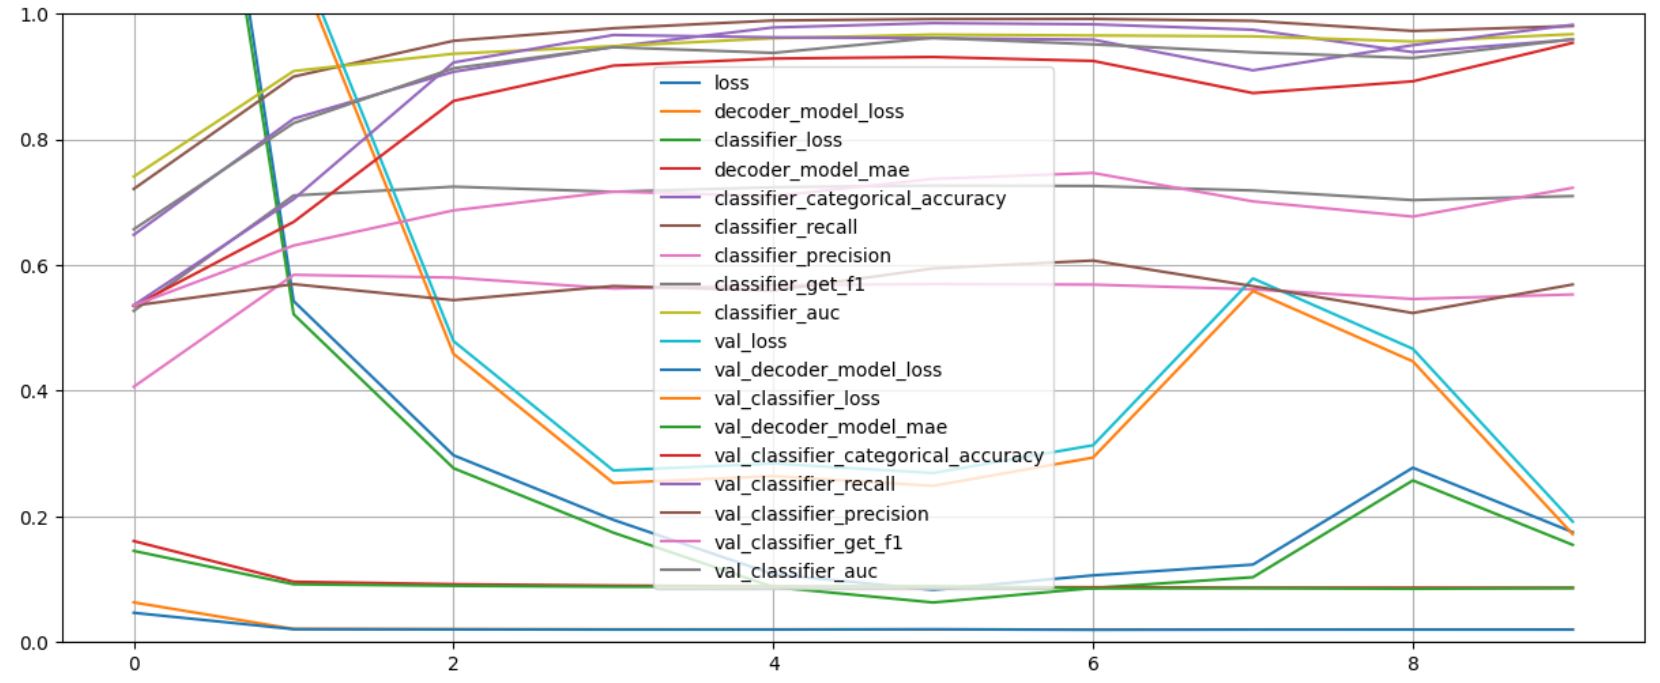 1.0
0.8
0.6
0.4
0.2
0.0
0 2 4 6 8
loss
decoder_model_loss
classifier_loss
decoder_model_mae
classifier_categorical_accuracy
classifier_recall
classifier_precision
classifier_get_f1
classifier_auc
val_loss
val_decoder_model_loss
val_classifier_loss
val_decoder_model_mae
val_classifier_categorical_accuracy
val_classifier_recall
val_classifier_precision
val_classifier_get_f1
val_classifier_auc